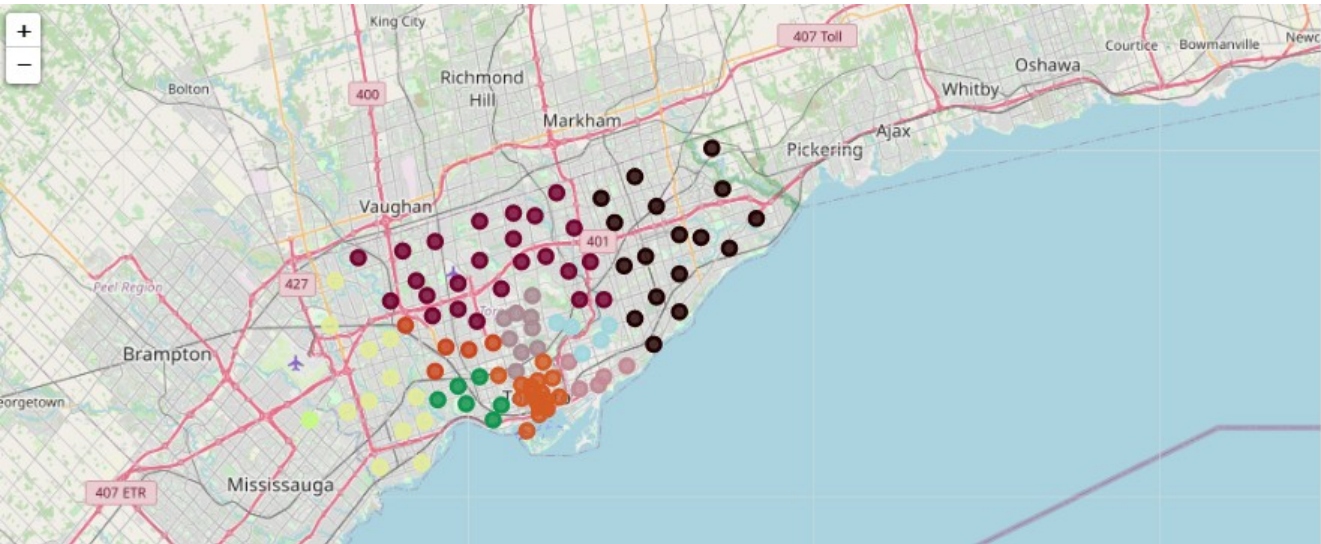 +
King City
407 Toll
Courtice
Bowmanville
Newc
Oshawa
Richmond
Hill
Bolton
400
Whitby
Markham
Ajax
Pickering
Vaughan
401
427
Peel Region
Brampton
eorgetown
Mississauga
407 ETR
−